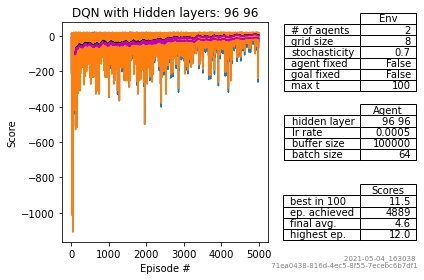 DQN with Hidden layers: 96 96
Score
0
−200
−400
−600
−800
−1000
0 1000 2000 3000 4000 5000
Episode #
Env
# of agents 2
grid size 8
stochasticity 0.7
agent fixed False
goal fixed False
max t 100
Agent
hidden layer 96 96
lr rate 0.0005
buffer size 100000
batch size 64
Scores
best in 100 11.5
ep. achieved 4889
final avg. 4.6
highest ep. 12.0
2021-05-04_163038
71ea0438-816d-4ec5-8f55-7ecebc6b7df1